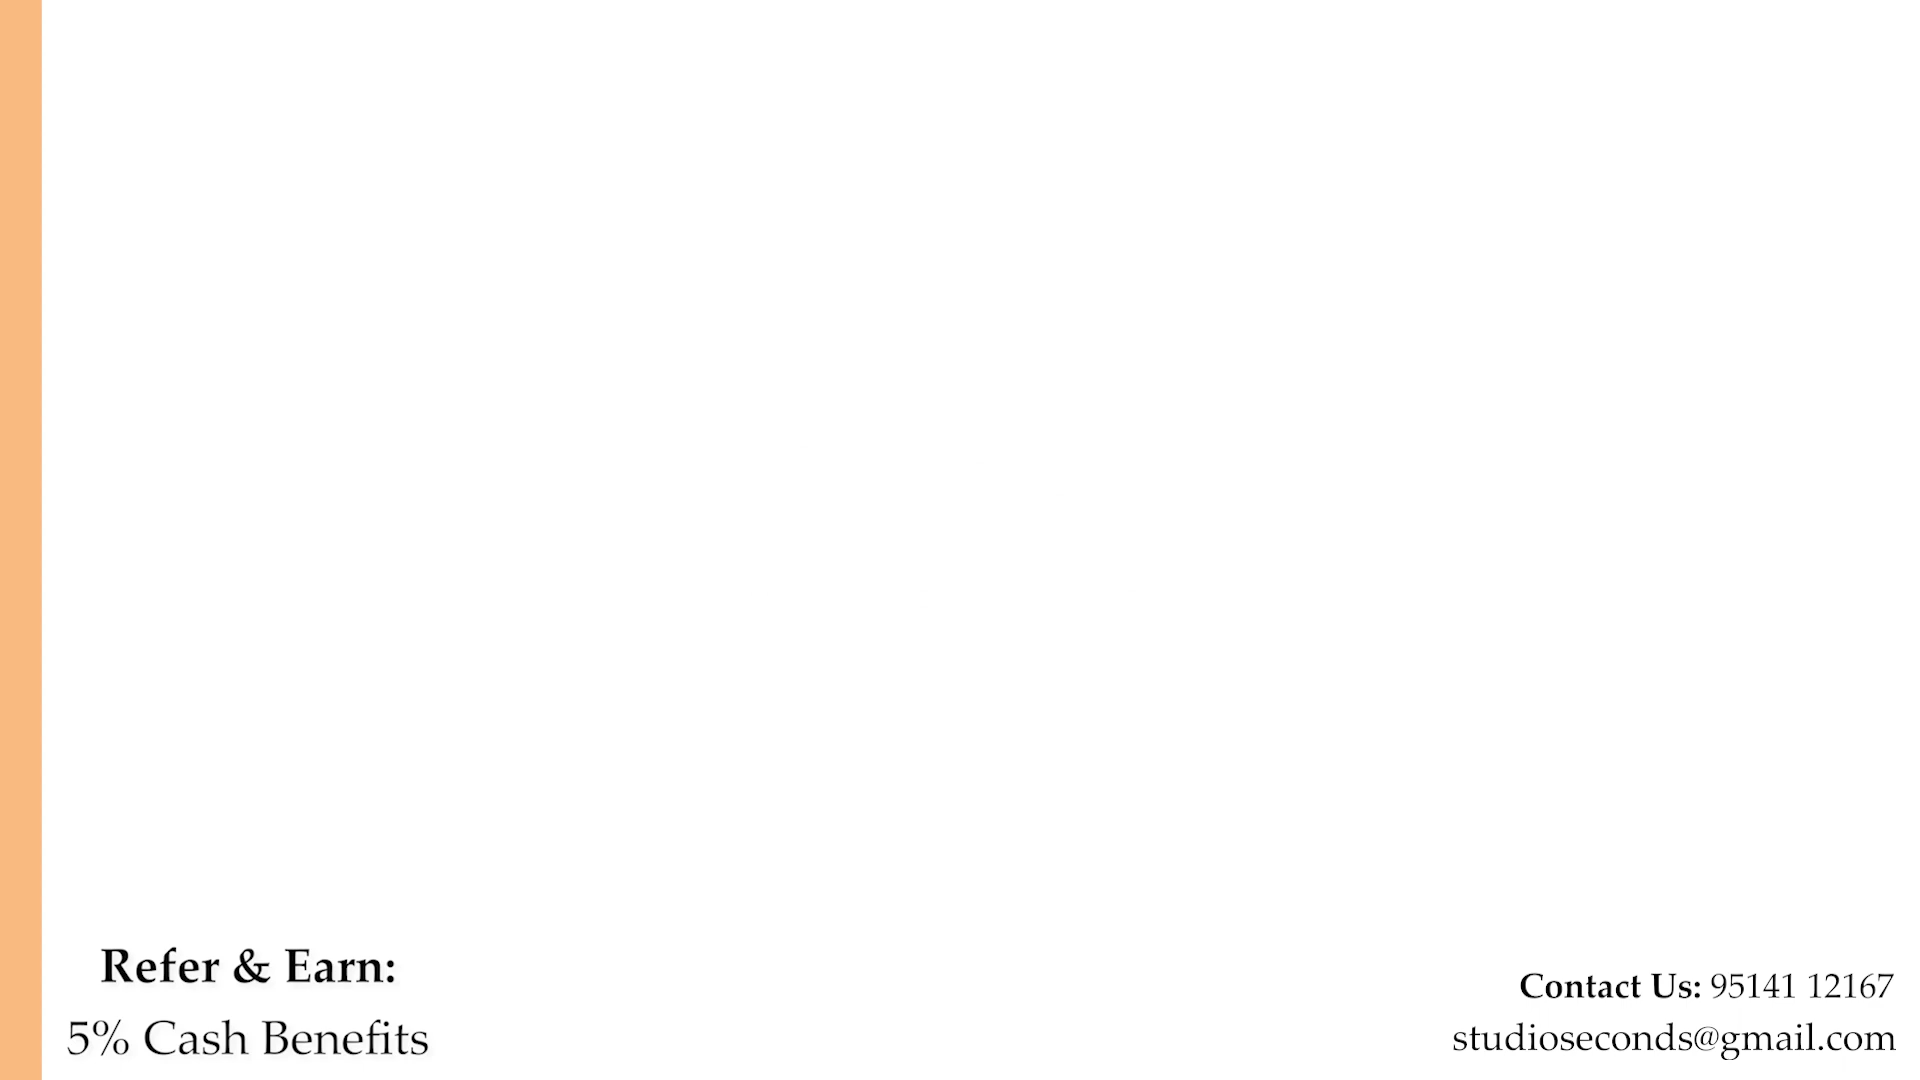 Refer & Earn:
5% Cash Benefits
Contact Us: 95141 12167
studioseconds@gmail.com